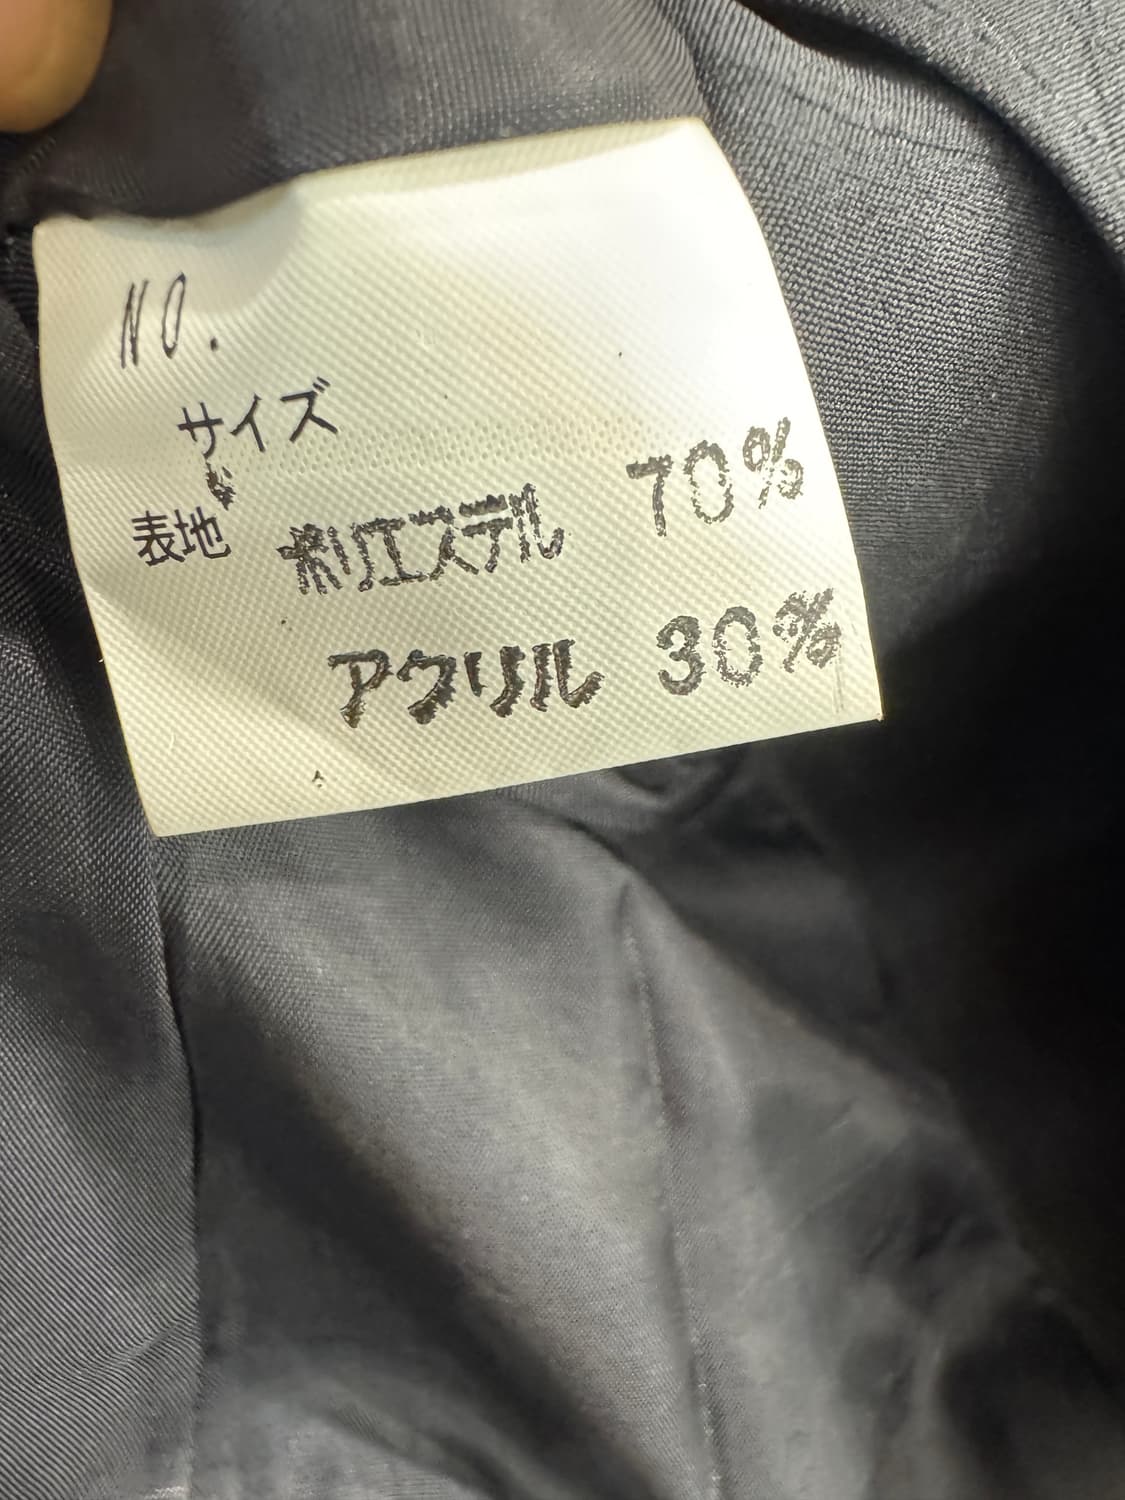 NO.
サイズ
表地 ポリエステル 70%
アクリル 30%